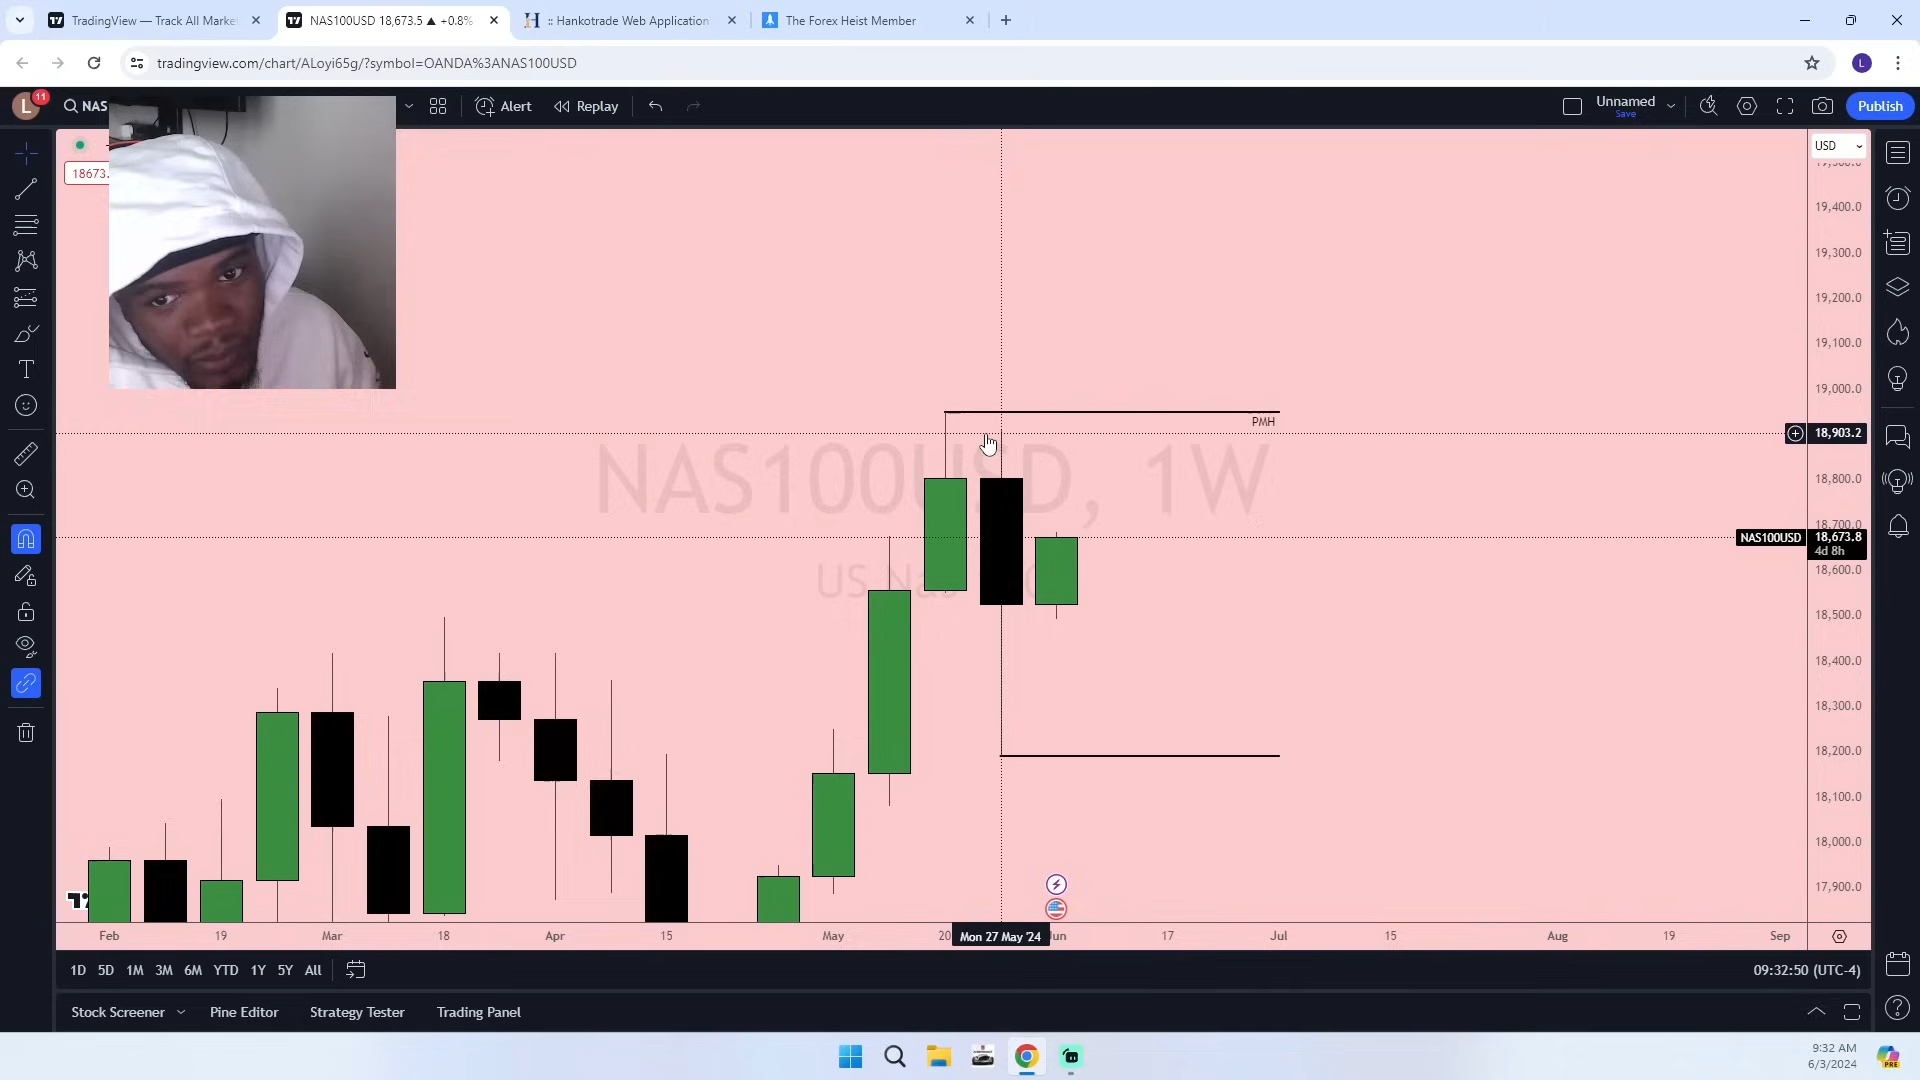 TradingView — Track All Marke
NAS100USD 18,673.5 ▲ +0.8%
:: Hankotrade Web Application
The Forex Heist Member
tradingview.com/chart/ALoyi65g/?symbol=OANDA%3ANAS100USD
L
L
11
NAS
Alert
Replay
Unnamed
Save
Publish
18673.
USD
19,400.0
19,300.0
19,200.0
19,100.0
19,000.0
PMH
18,903.2
NAS100USD, 1W
18,800.0
18,700.0
NAS100USD
18,673.8
4d 8h
US Na
18,600.0
18,500.0
18,400.0
18,300.0
18,200.0
18,100.0
18,000.0
17,900.0
Feb
19
Mar
18
Apr
15
May
20
Mon 27 May '24
Jun
17
Jul
15
Aug
19
Sep
1D
5D
1M
3M
6M
YTD
1Y
5Y
All
09:32:50 (UTC-4)
Stock Screener
Pine Editor
Strategy Tester
Trading Panel
9:32 AM
6/3/2024
PRE